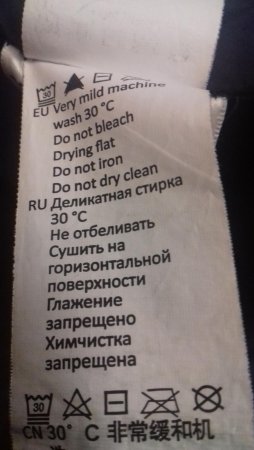 30
EU Very mild machine
wash 30 °C
Do not bleach
Drying flat
Do not iron
Do not dry clean
RU Деликатная стирка
30 °C
Не отбеливать
Сушить на
горизонтальной
поверхности
Глажение
запрещено
Химчистка
запрещена
30
CN 30° C 非常缓和机